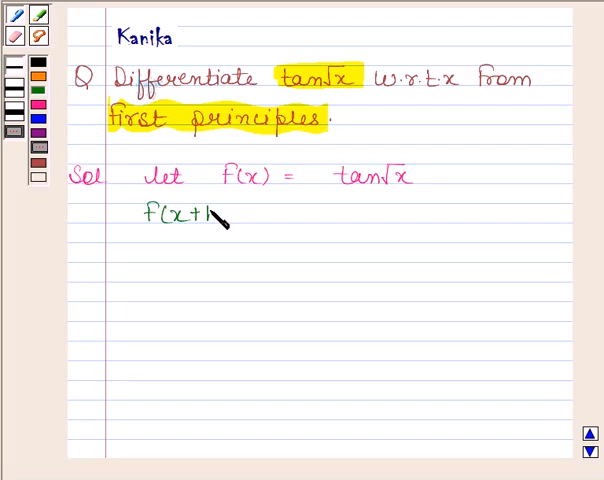 Kanika
Q Differentiate tan√x w.r.t.x from
first principles.
Sol let f(x) = tan√x
f(x+h